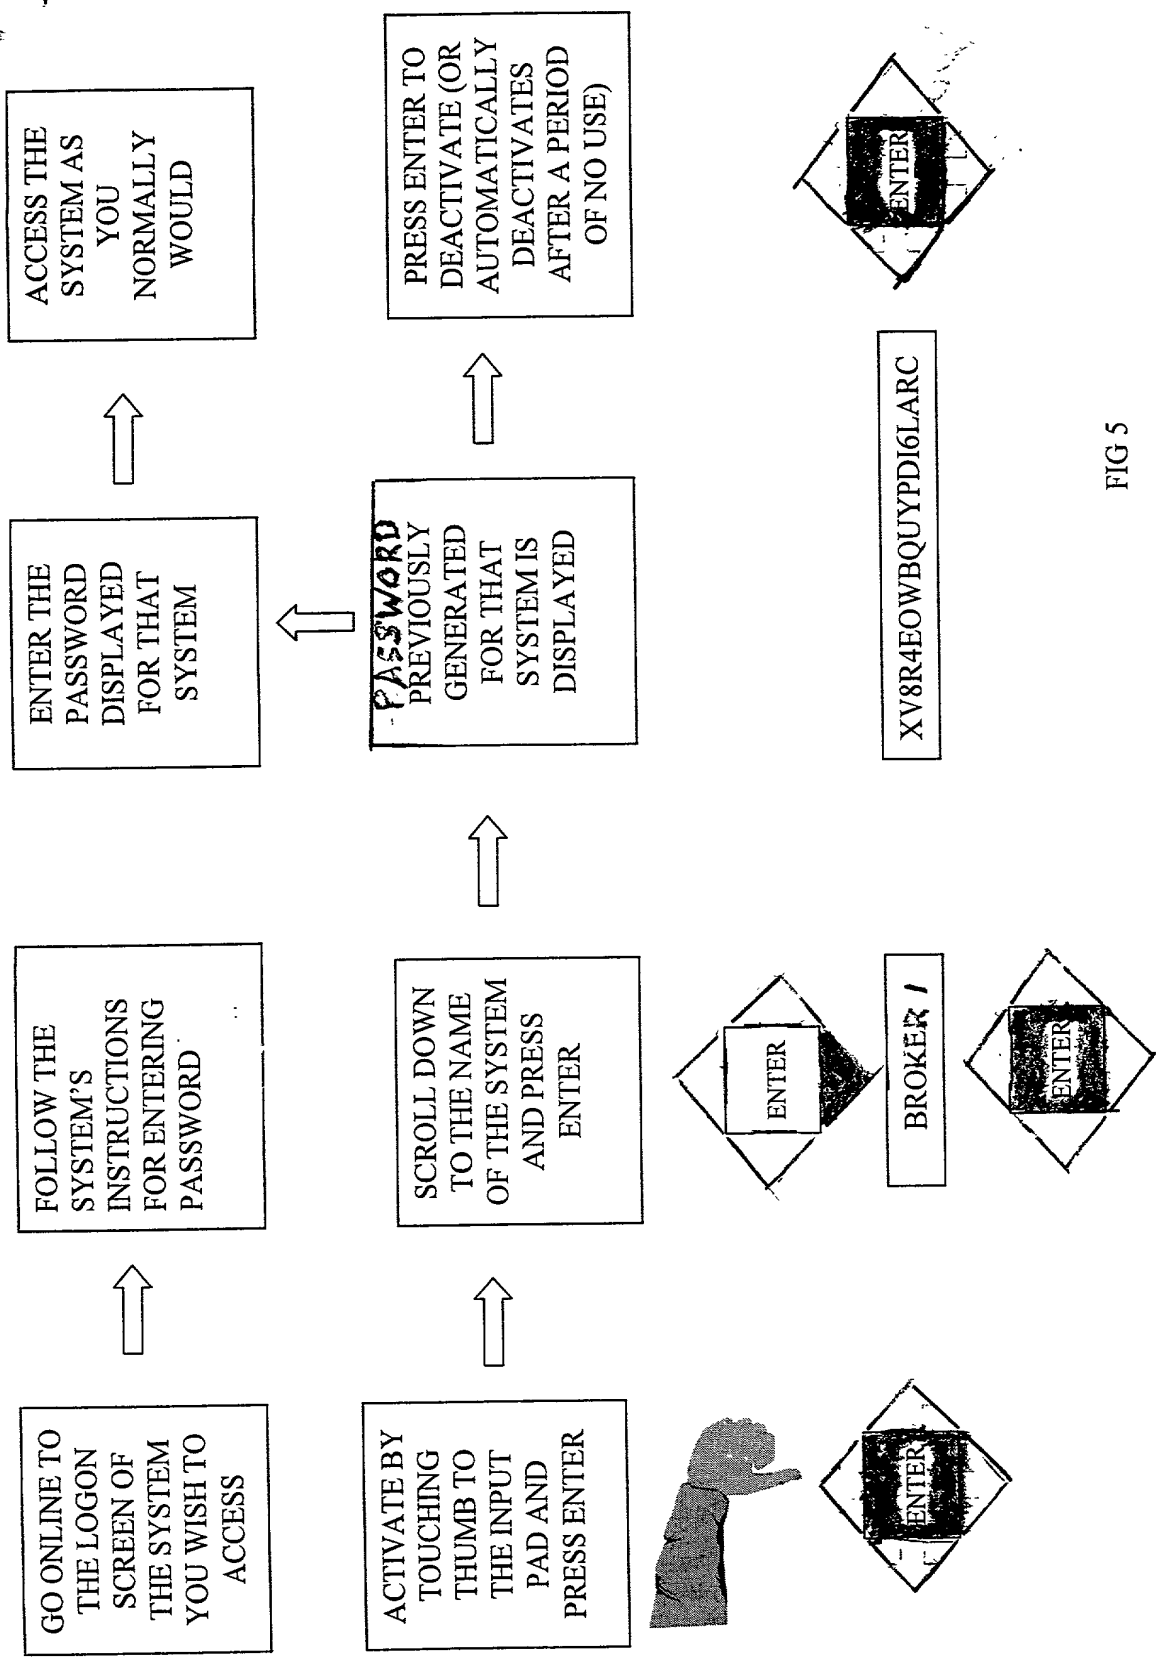 GO ONLINE TO
THE LOGON
SCREEN OF
THE SYSTEM
YOU WISH TO
ACCESS
FOLLOW THE
SYSTEM'S
INSTRUCTIONS
FOR ENTERING
PASSWORD
ENTER THE
PASSWORD
DISPLAYED
FOR THAT
SYSTEM
ACCESS THE
SYSTEM AS
YOU
NORMALLY
WOULD
ACTIVATE BY
TOUCHING
THUMB TO
THE INPUT
PAD AND
PRESS ENTER
SCROLL DOWN
TO THE NAME
OF THE SYSTEM
AND PRESS
ENTER
PASSWORD
PREVIOUSLY
GENERATED
FOR THAT
SYSTEM IS
DISPLAYED
PRESS ENTER TO
DEACTIVATE (OR
AUTOMATICALLY
DEACTIVATES
AFTER A PERIOD
OF NO USE)
ENTER
ENTER
BROKER 1
ENTER
XV8R4EOWBQUYPDI6LARC
ENTER
FIG 5